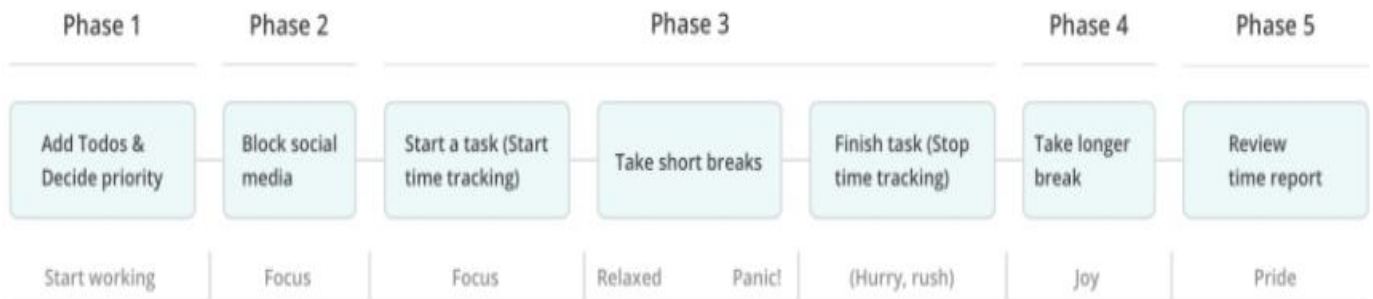 Phase 1 Phase 2 Phase 3 Phase 4 Phase 5
Add Todos &
Decide priority
Block social
media
Start a task (Start
time tracking)
Take short breaks
Finish task (Stop
time tracking)
Take longer
break
Review
time report
Start working Focus Focus Relaxed Panic! (Hurry, rush) Joy Pride